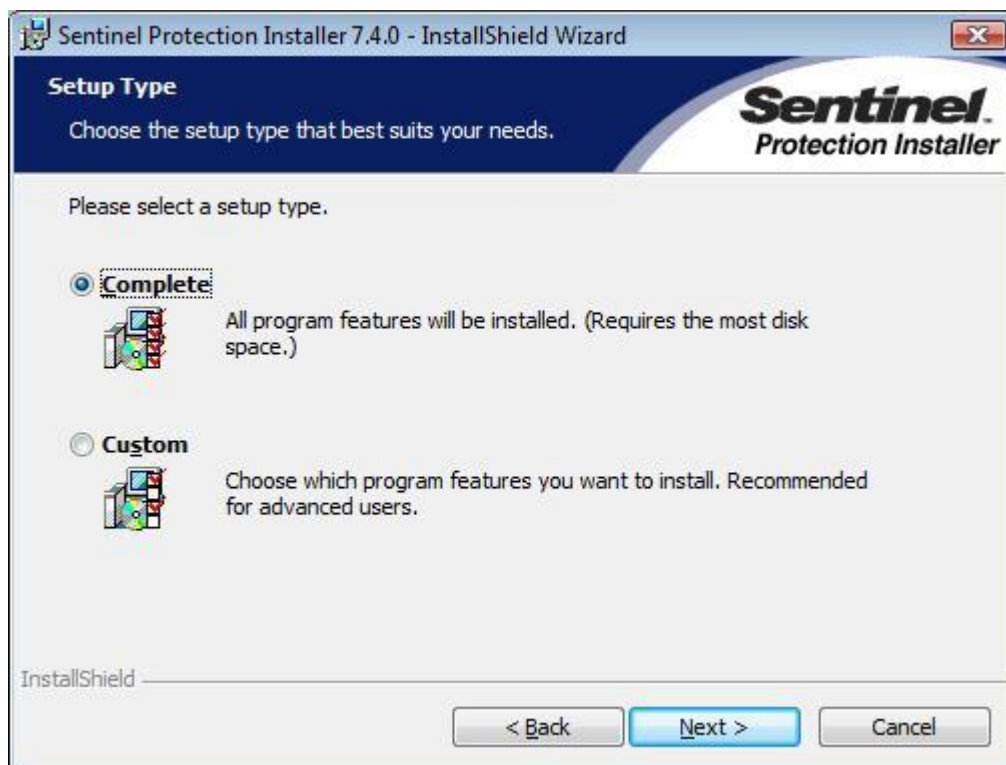 Sentinel Protection Installer 7.4.0 - InstallShield Wizard
Setup Type
Choose the setup type that best suits your needs.
Sentinel™
Protection Installer
Please select a setup type.
Complete
All program features will be installed. (Requires the most disk
space.)
Custom
Choose which program features you want to install. Recommended
for advanced users.
InstallShield
< Back
Next >
Cancel